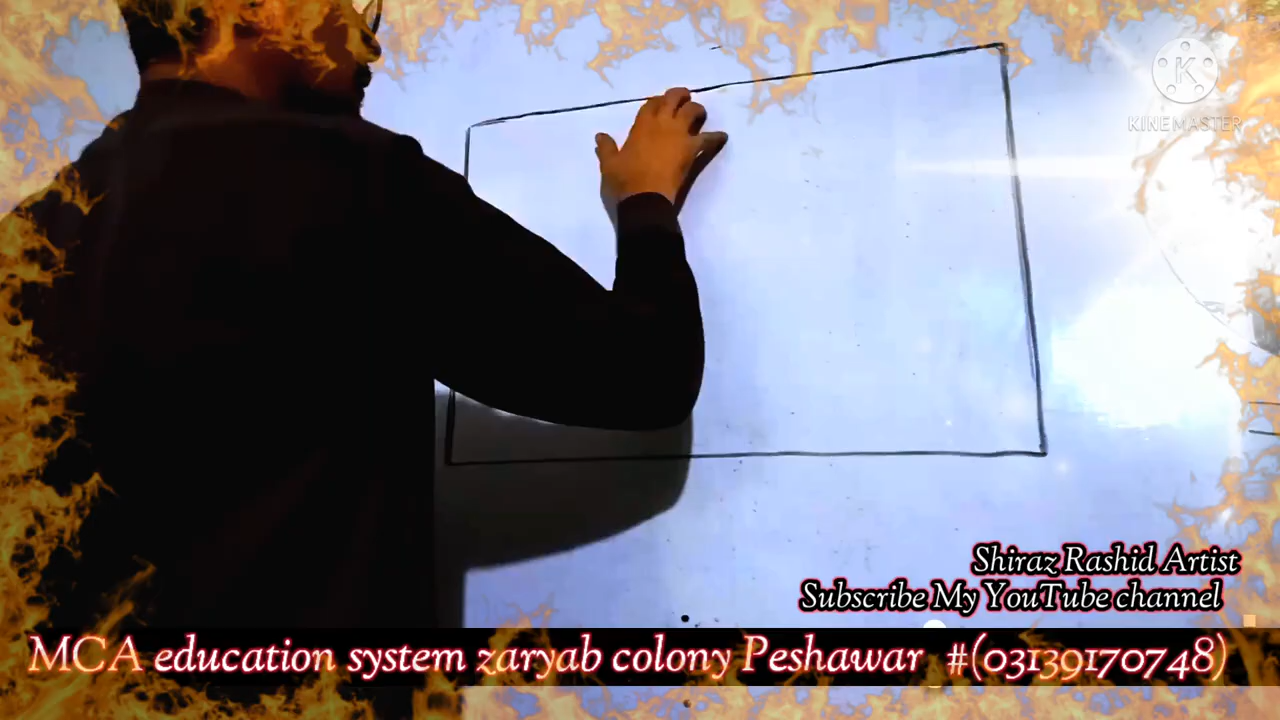 K
KINEMASTER
Shiraz Rashid Artist
Subscribe My YouTube channel
MCA education system zaryab colony Peshawar #(03139170748)